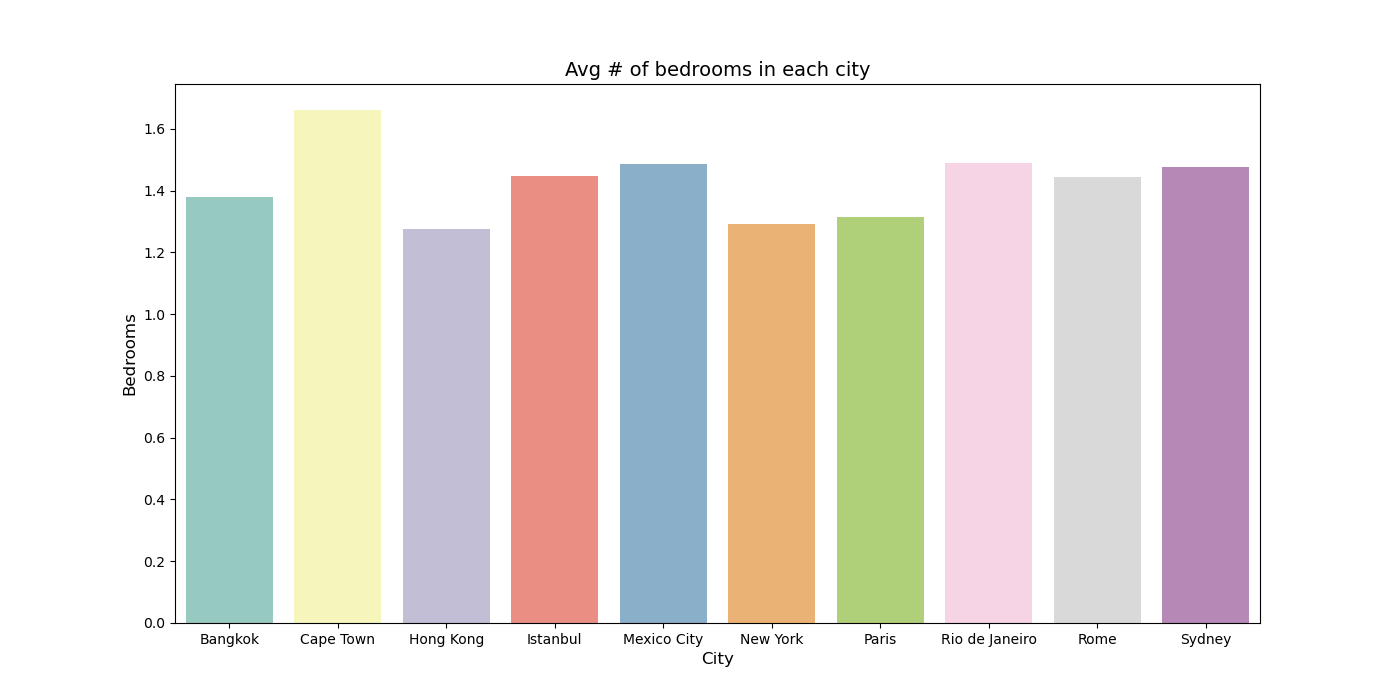 Avg # of bedrooms in each city
Bedrooms
1.6
1.4
1.2
1.0
0.8
0.6
0.4
0.2
0.0
Bangkok Cape Town Hong Kong Istanbul Mexico City New York Paris Rio de Janeiro Rome Sydney
City